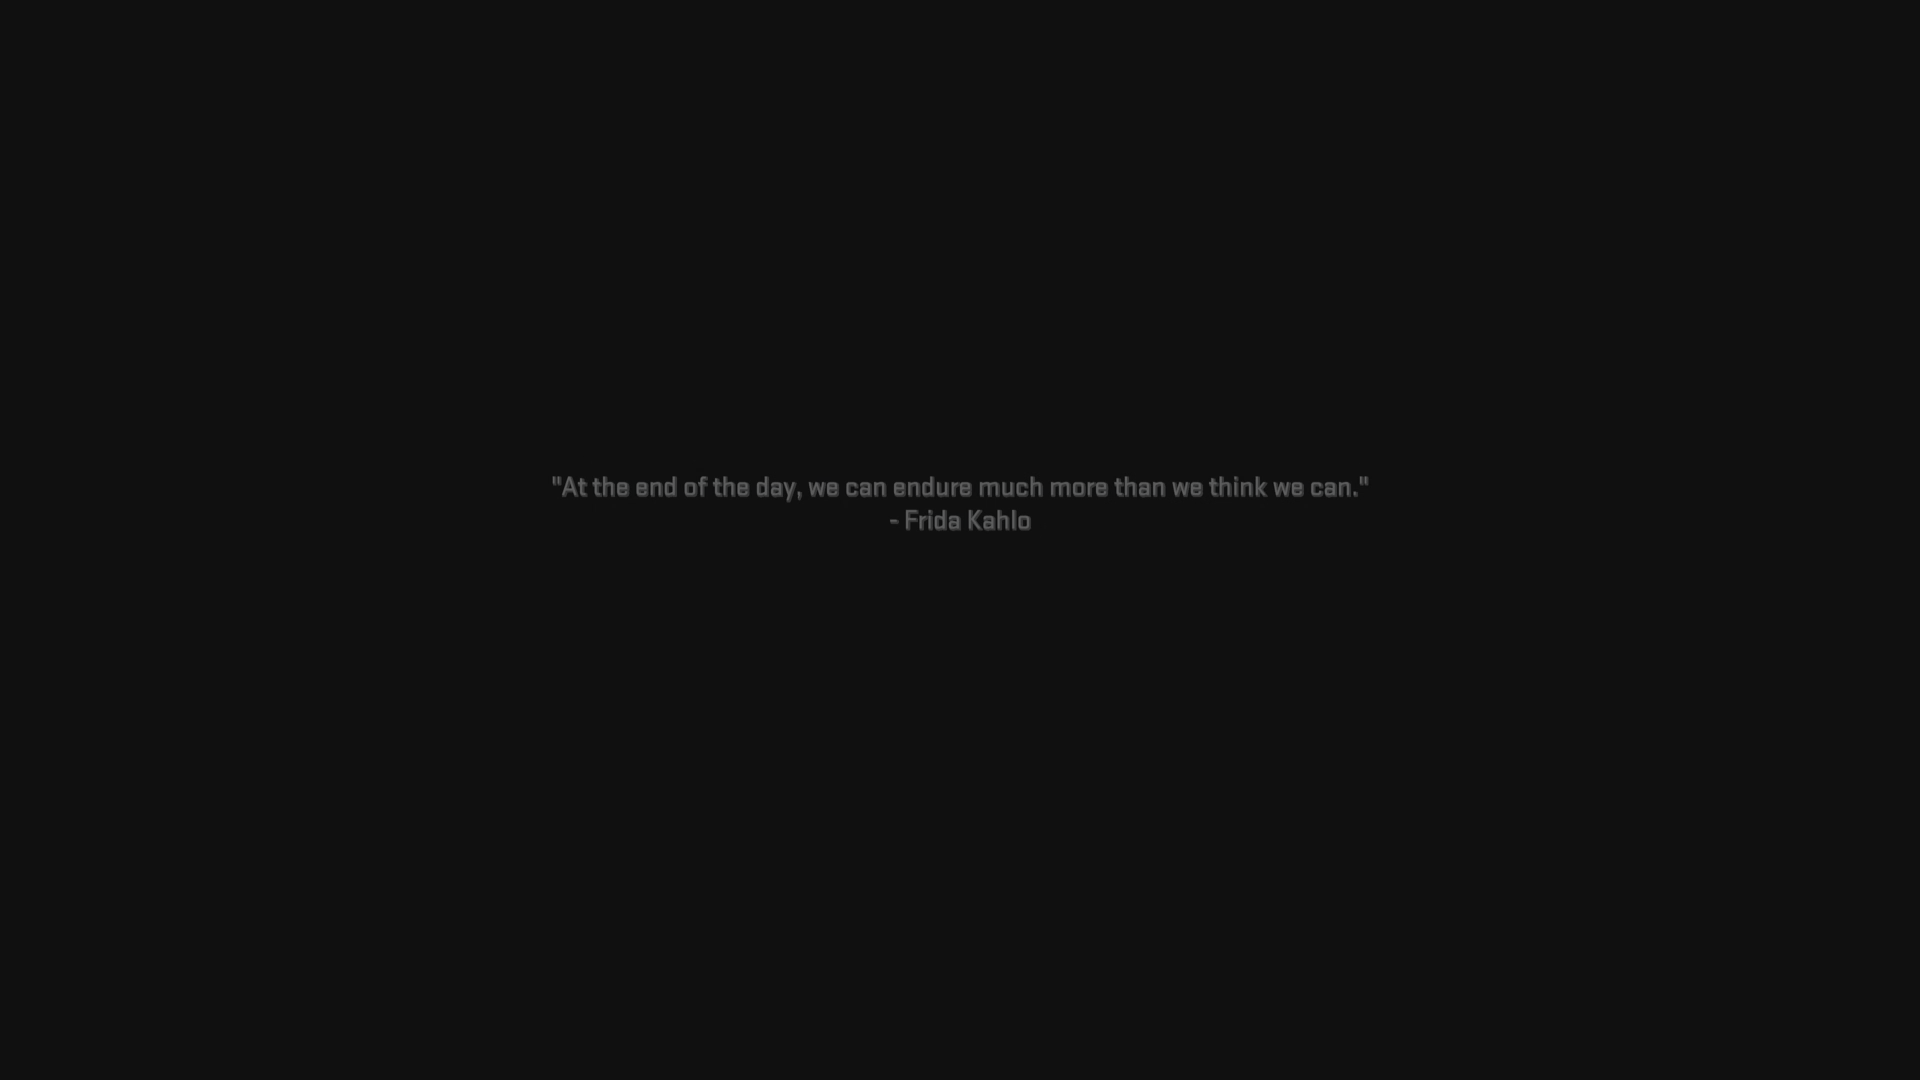 "At the end of the day, we can endure much more than we think we can."
- Frida Kahlo